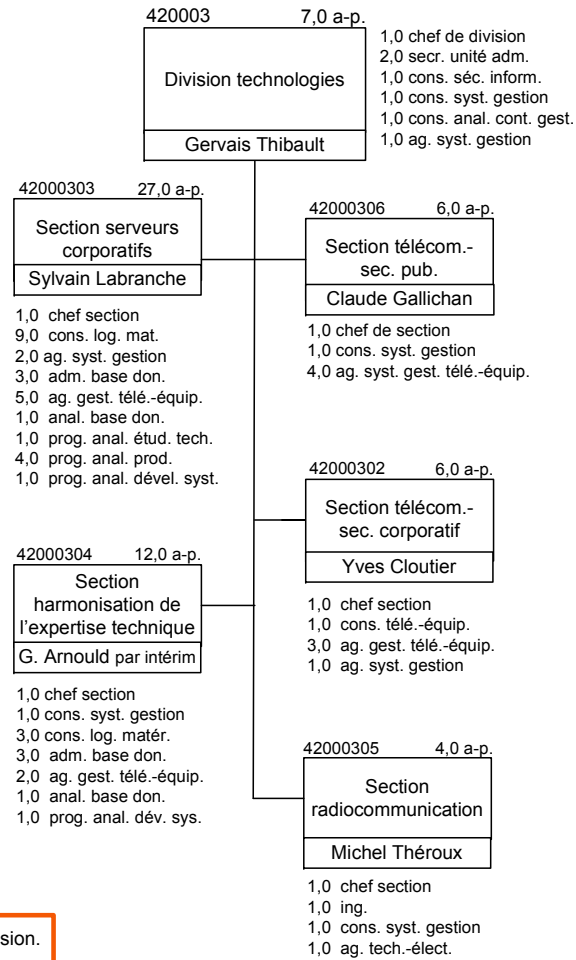 420003 7,0 a-p.
Division technologies
Gervais Thibault
1,0 chef de division
2,0 secr. unité adm.
1,0 cons. séc. inform.
1,0 cons. syst. gestion
1,0 cons. anal. cont. gest.
1,0 ag. syst. gestion
42000303 27,0 a-p.
Section serveurs
corporatifs
Sylvain Labranche
1,0 chef section
9,0 cons. log. mat.
2,0 ag. syst. gestion
3,0 adm. base don.
5,0 ag. gest. télé.-équip.
1,0 anal. base don.
1,0 prog. anal. étud. tech.
4,0 prog. anal. prod.
1,0 prog. anal. dével. syst.
42000306 6,0 a-p.
Section télécom.-
sec. pub.
Claude Gallichan
1,0 chef de section
1,0 cons. syst. gestion
4,0 ag. syst. gest. télé.-équip.
42000302 6,0 a-p.
Section télécom.-
sec. corporatif
Yves Cloutier
1,0 chef section
1,0 cons. télé.-équip.
3,0 ag. gest. télé.-équip.
1,0 ag. syst. gestion
42000304 12,0 a-p.
Section
harmonisation de
l'expertise technique
G. Arnould par intérim
1,0 chef section
1,0 cons. syst. gestion
3,0 cons. log. matér.
3,0 adm. base don.
2,0 ag. gest. télé.-équip.
1,0 anal. base don.
1,0 prog. anal. dév. sys.
42000305 4,0 a-p.
Section
radiocommunication
Michel Théroux
1,0 chef section
1,0 ing.
1,0 cons. syst. gestion
1,0 ag. tech.-élect.
sion.